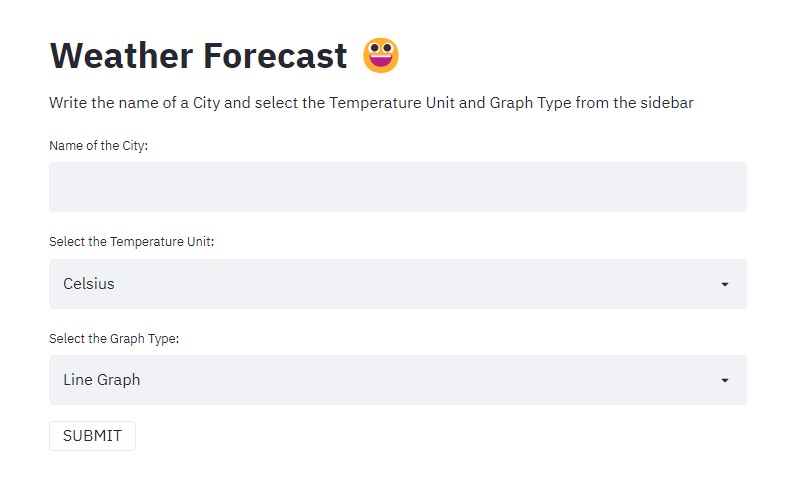 Weather Forecast
Write the name of a City and select the Temperature Unit and Graph Type from the sidebar
Name of the City:
Select the Temperature Unit:
Celsius
Select the Graph Type:
Line Graph
SUBMIT